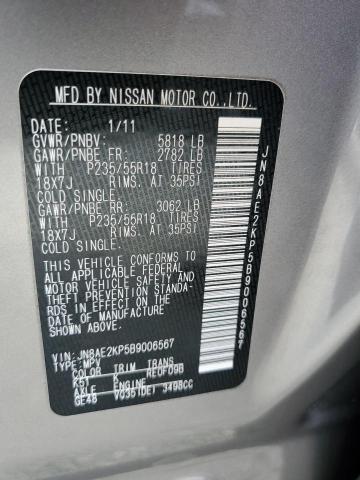 MFD BY NISSAN MOTOR CO.,LTD.
DATE: 1/11
GVWR/PNBV: 5818 LB
GAWR/PNBE FR: 2782 LB
WITH P235/55R18 TIRES
18X7J RIMS. AT 35PSI
COLD SINGLE
GAWR/PNBE RR: 3062 LB
WITH P235/55R18 TIRES
18X7J RIMS. AT 35PSI
COLD SINGLE
THIS VEHICLE CONFORMS TO
ALL APPLICABLE FEDERAL
MOTOR VEHICLE SAFETY AND
THEFT PREVENTION STANDA-
RDS IN EFFECT ON THE
DATE OF MANUFACTURE
SHOWN ABOVE.
VIN: JN8AE2KP5B9006567
TYPE: MPV
COLOR TRIM TRANS
K51 K RE0F09B
AXLE ENGINE
GE48 VQ35(DE) 3498CC
JN8AE2KP5B9006567